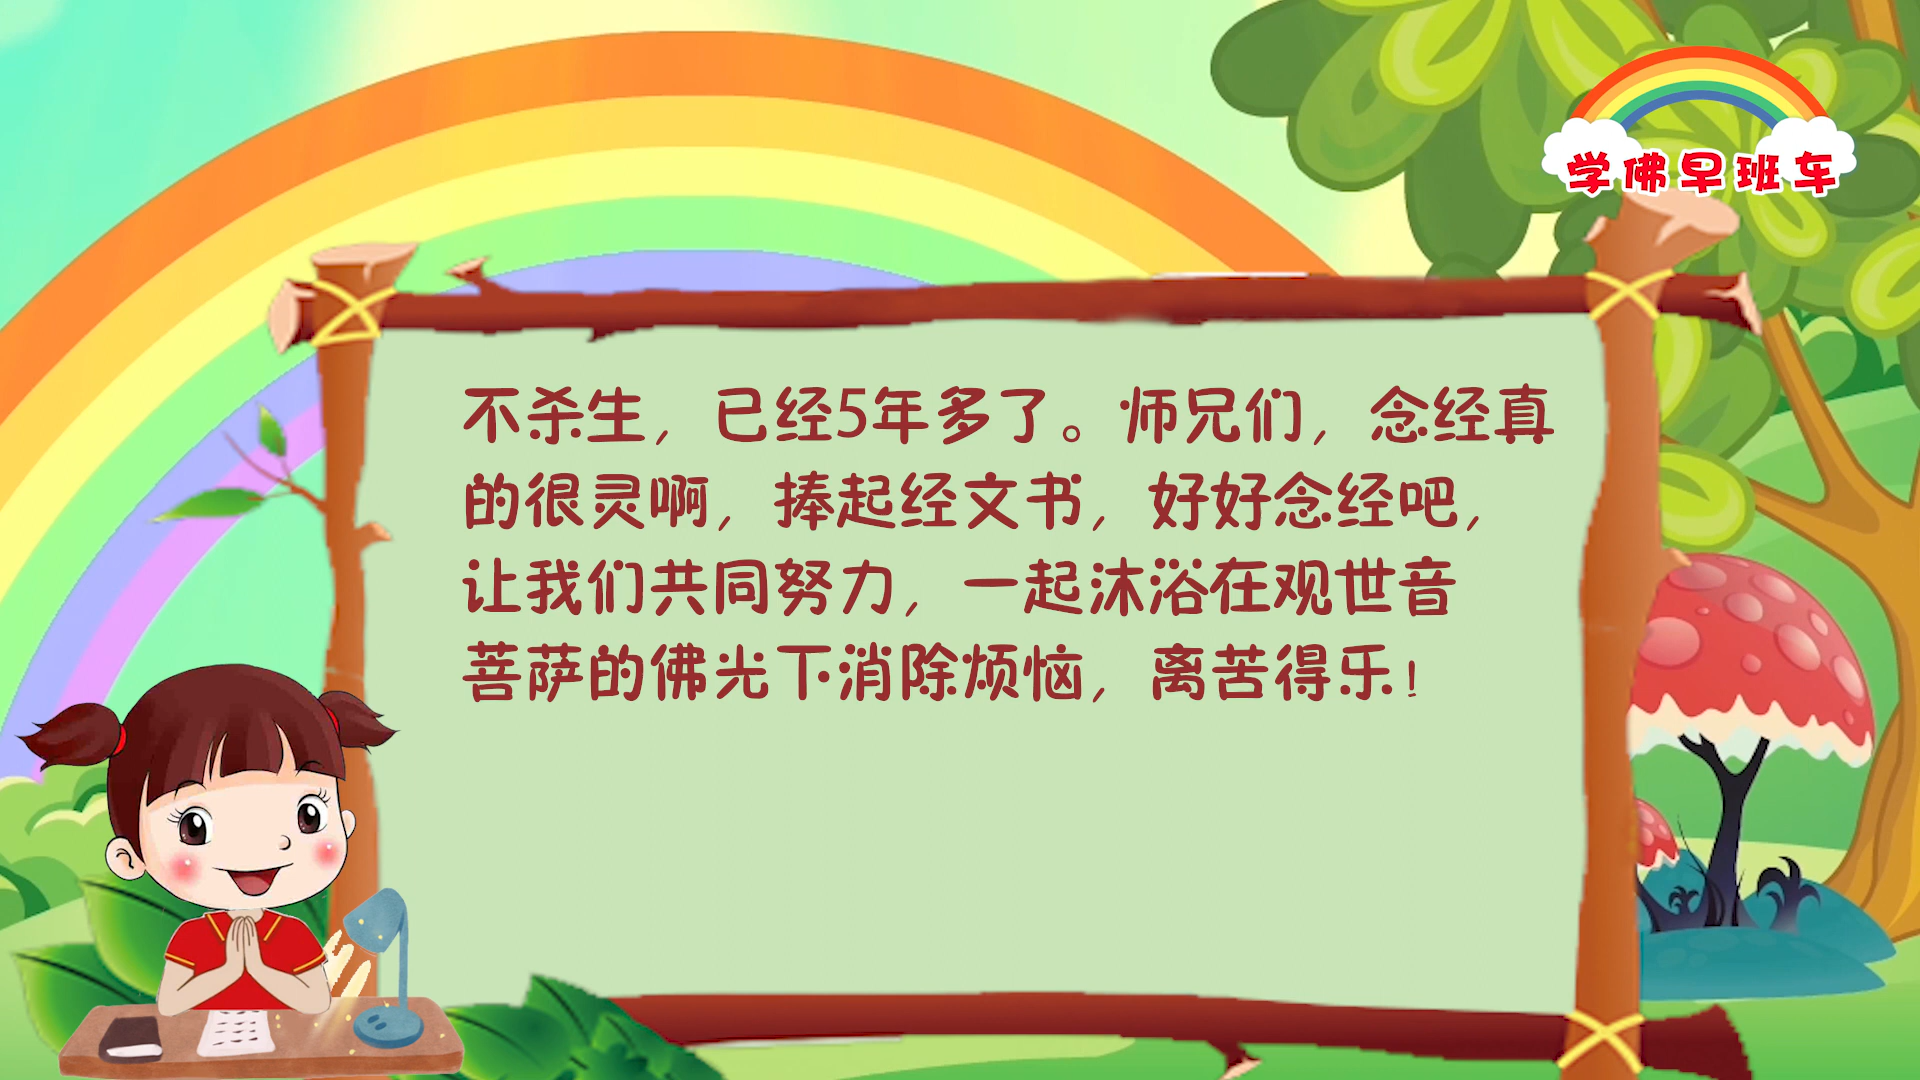 学佛早班车
不杀生，已经5年多了。师兄们，念经真
的很灵啊，捧起经文书，好好念经吧，
让我们共同努力，一起沐浴在观世音
菩萨的佛光下消除烦恼，离苦得乐！